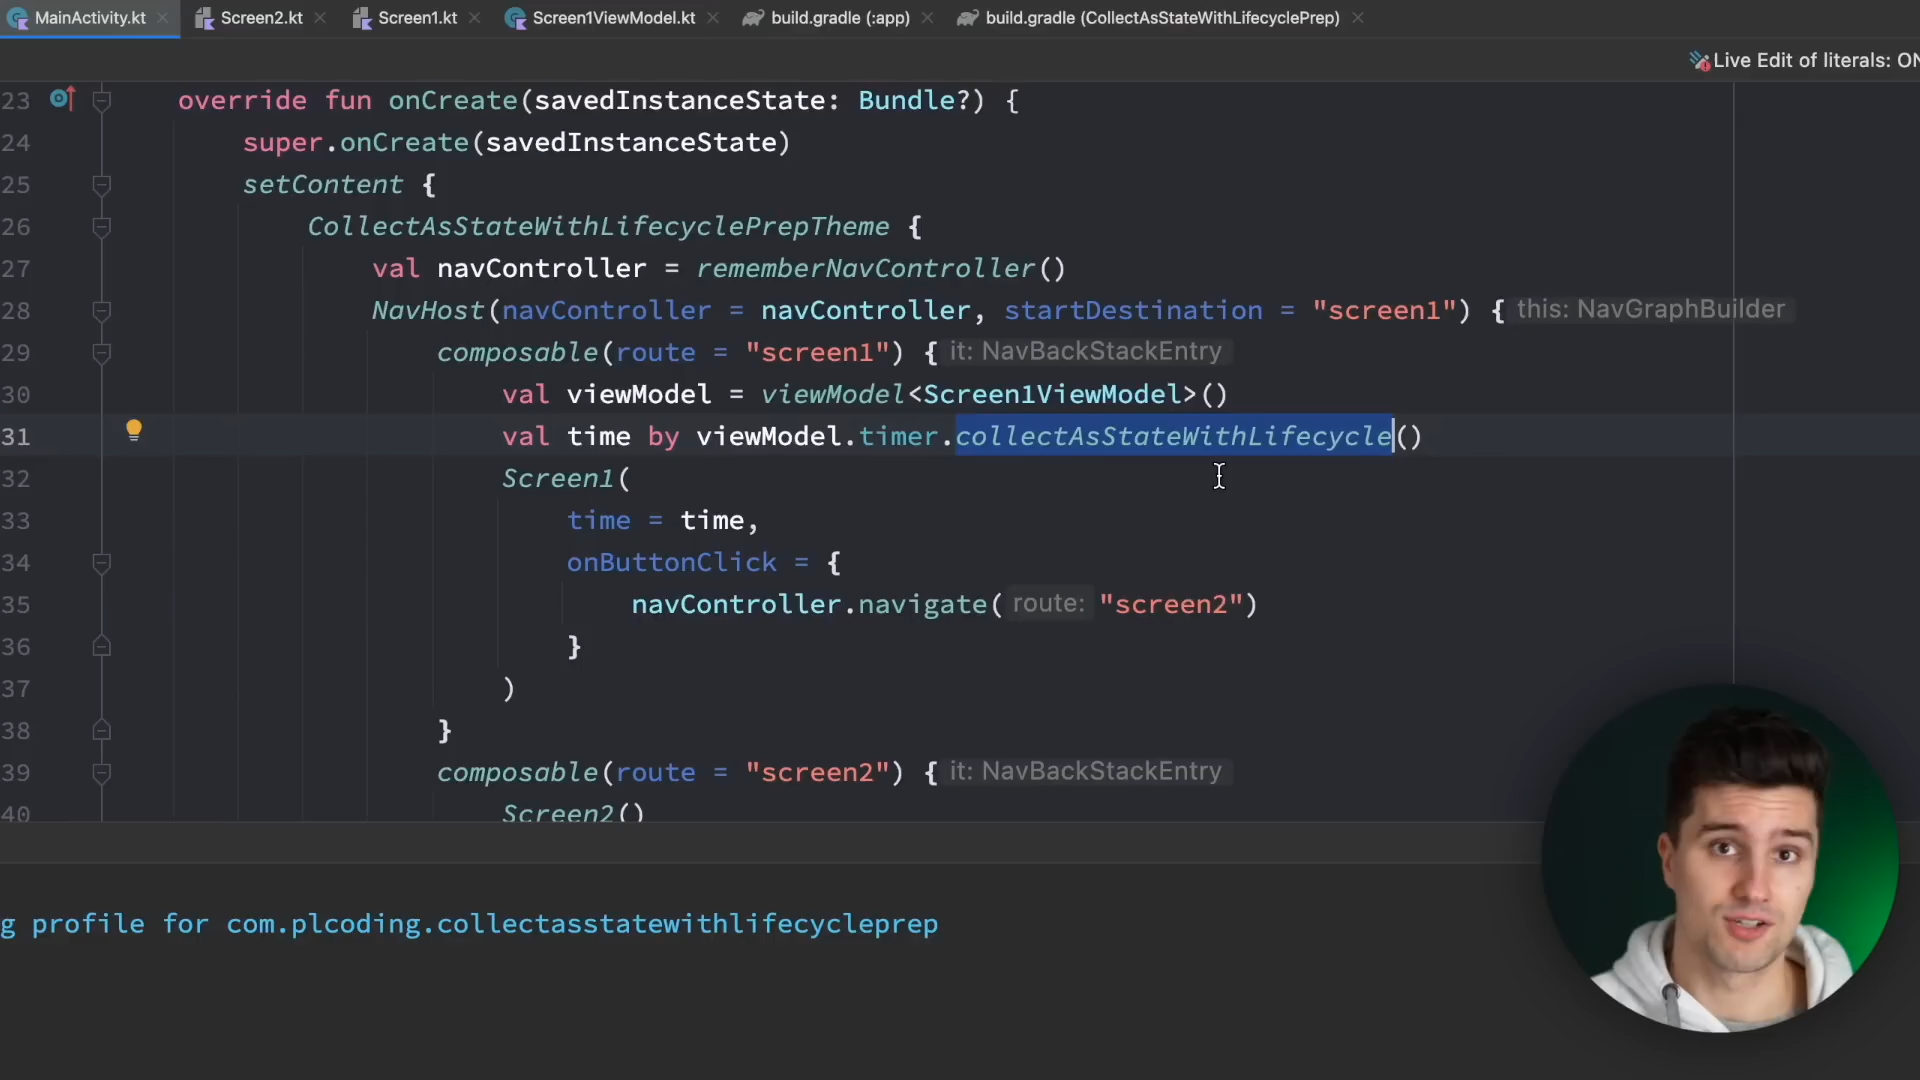 MainActivity.kt
Screen2.kt
Screen1.kt
Screen1ViewModel.kt
build.gradle (:app)
build.gradle (CollectAsStateWithLifecyclePrep)
Live Edit of literals: ON
23 override fun onCreate(savedInstanceState: Bundle?) {
24 super.onCreate(savedInstanceState)
25 setContent {
26 CollectAsStateWithLifecyclePrepTheme {
27 val navController = rememberNavController()
28 NavHost(navController = navController, startDestination = "screen1") { this: NavGraphBuilder
29 composable(route = "screen1") { it: NavBackStackEntry
30 val viewModel = viewModel<Screen1ViewModel>()
31 val time by viewModel.timer.collectAsStateWithLifecycle()
32 Screen1(
33 time = time,
34 onButtonClick = {
35 navController.navigate( route: "screen2")
36 }
37 )
38 }
39 composable(route = "screen2") { it: NavBackStackEntry
40 Screen2()
g profile for com.plcoding.collectasstatewithlifecycleprep